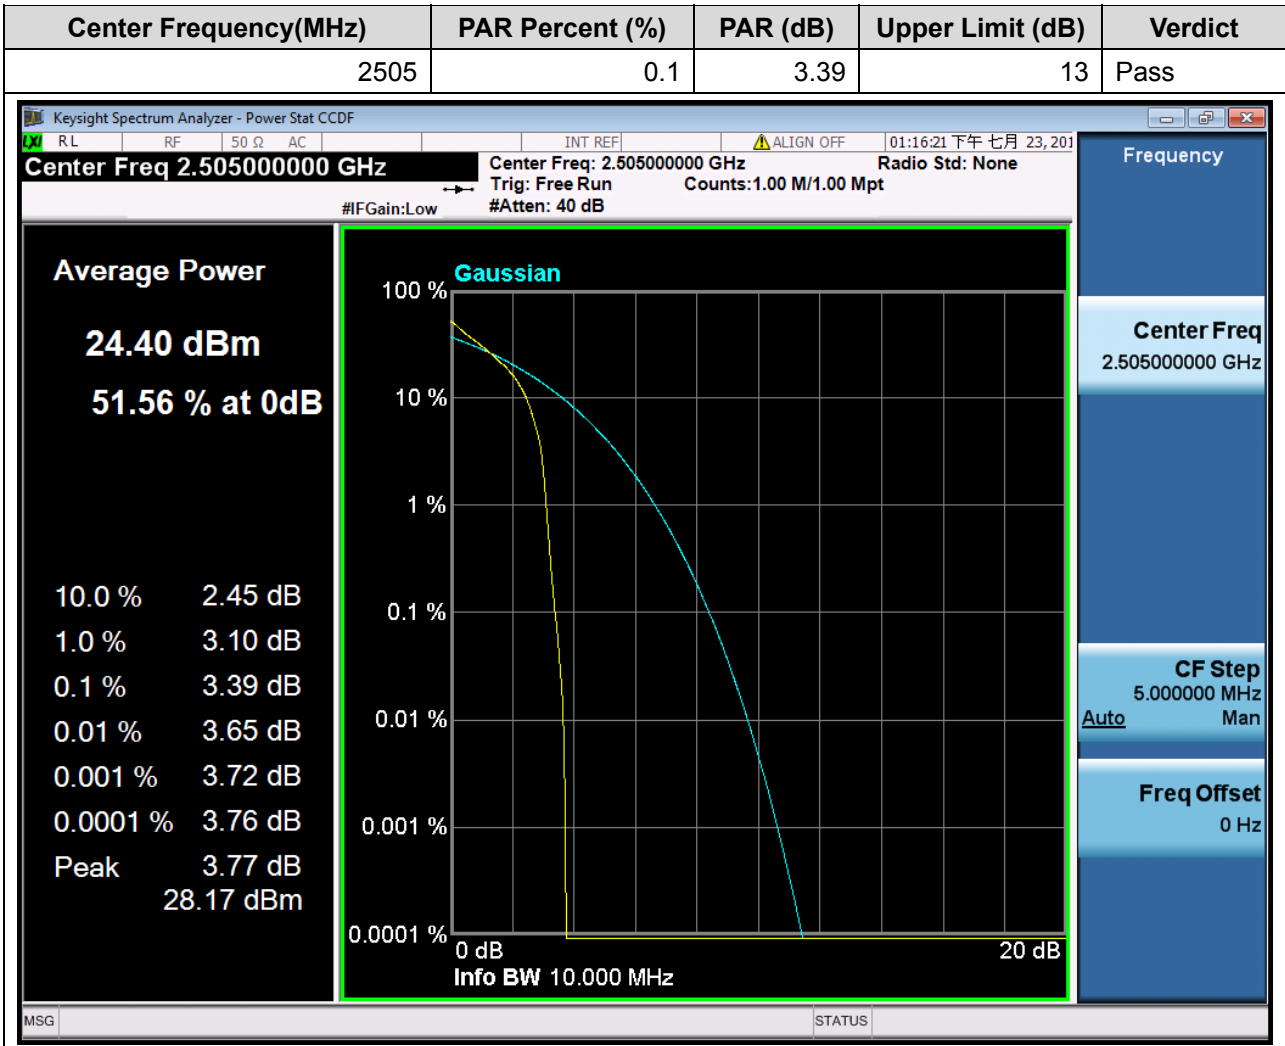 Center Frequency(MHz) PAR Percent (%) PAR (dB) Upper Limit (dB) Verdict
2505 0.1 3.39 13 Pass
Keysight Spectrum Analyzer - Power Stat CCDF
LXI RL RF 50 Ω AC INT REF ALIGN OFF 01:16:21 下午 七月 23, 201
Center Freq 2.505000000 GHz
Center Freq: 2.505000000 GHz Radio Std: None
Trig: Free Run Counts:1.00 M/1.00 Mpt
#IFGain:Low #Atten: 40 dB
Average Power
24.40 dBm
51.56 % at 0dB
10.0 % 2.45 dB
1.0 % 3.10 dB
0.1 % 3.39 dB
0.01 % 3.65 dB
0.001 % 3.72 dB
0.0001 % 3.76 dB
Peak 3.77 dB
28.17 dBm
Gaussian
100 %
10 %
1 %
0.1 %
0.01 %
0.001 %
0.0001 %
0 dB 20 dB
Info BW 10.000 MHz
Frequency
Center Freq
2.505000000 GHz
CF Step
5.000000 MHz
Auto Man
Freq Offset
0 Hz
MSG STATUS